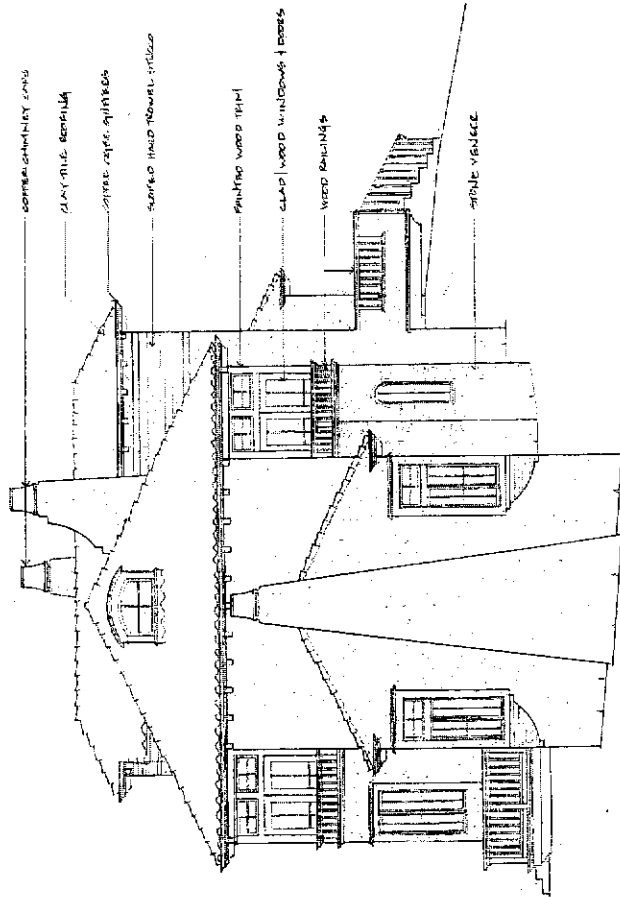 COPPER CHIMNEY CAPS
CLAY TILE ROOFING
COPPER GUTTERS
HAND TROWEL STUCCO
PAINTED WOOD TRIM
CLAD WOOD WINDOWS + DOORS
WOOD RAILINGS
STONE VENEER